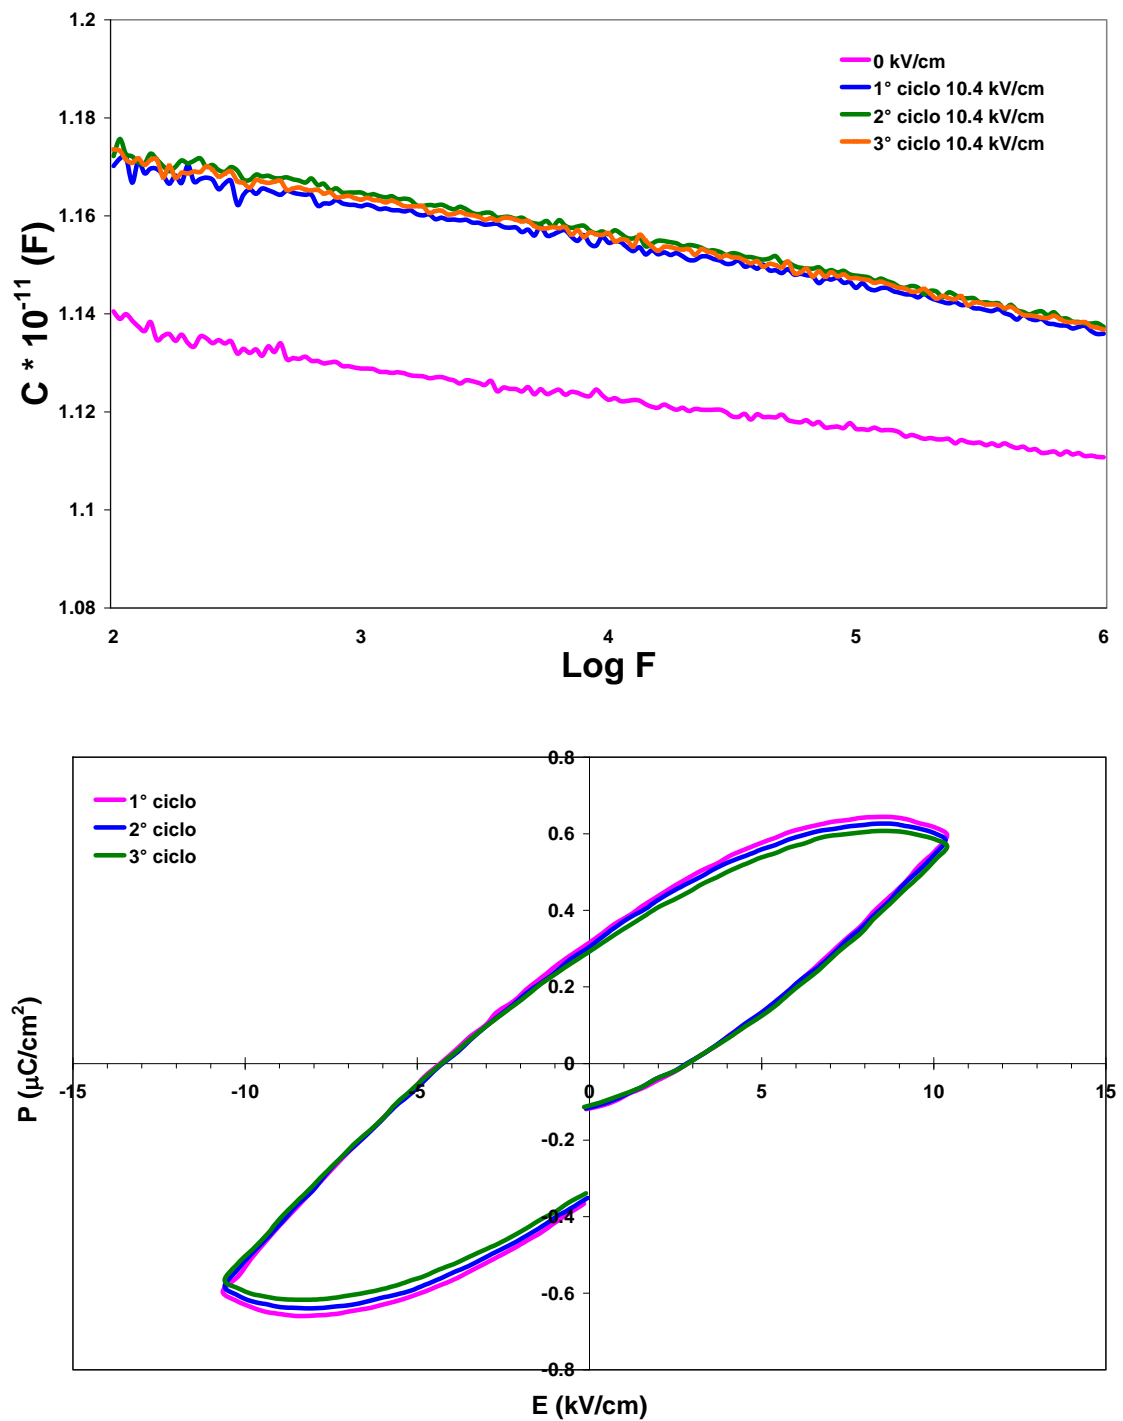 1.2
1.18
1.16
1.14
1.12
1.1
1.08
C * 10⁻¹¹ (F)
0 kV/cm
1° ciclo 10.4 kV/cm
2° ciclo 10.4 kV/cm
3° ciclo 10.4 kV/cm
2 3 4 5 6
Log F
0.8
0.6
0.4
0.2
0
-0.2
-0.4
-0.6
-0.8
1° ciclo
2° ciclo
3° ciclo
P (μC/cm²)
-15 -10 -5 0 5 10 15
E (kV/cm)